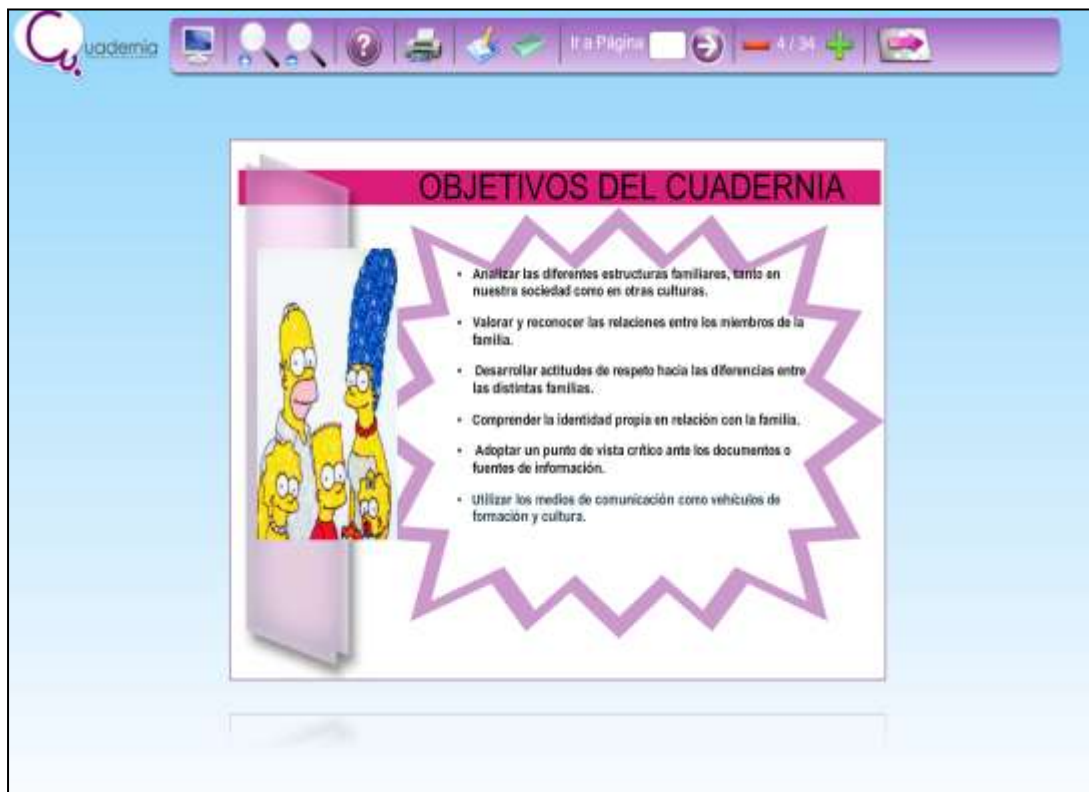 Cuadernia
Ir a Página
4 / 34
OBJETIVOS DEL CUADERNIA
• Analizar las diferentes estructuras familiares, tanto en
nuestra sociedad como en otras culturas.
• Valorar y reconocer las relaciones entre los miembros de la
familia.
• Desarrollar actitudes de respeto hacia las diferencias entre
las distintas familias.
• Comprender la identidad propia en relación con la familia.
• Adoptar un punto de vista crítico ante los documentos o
fuentes de información.
• Utilizar los medios de comunicación como vehículos de
formación y cultura.